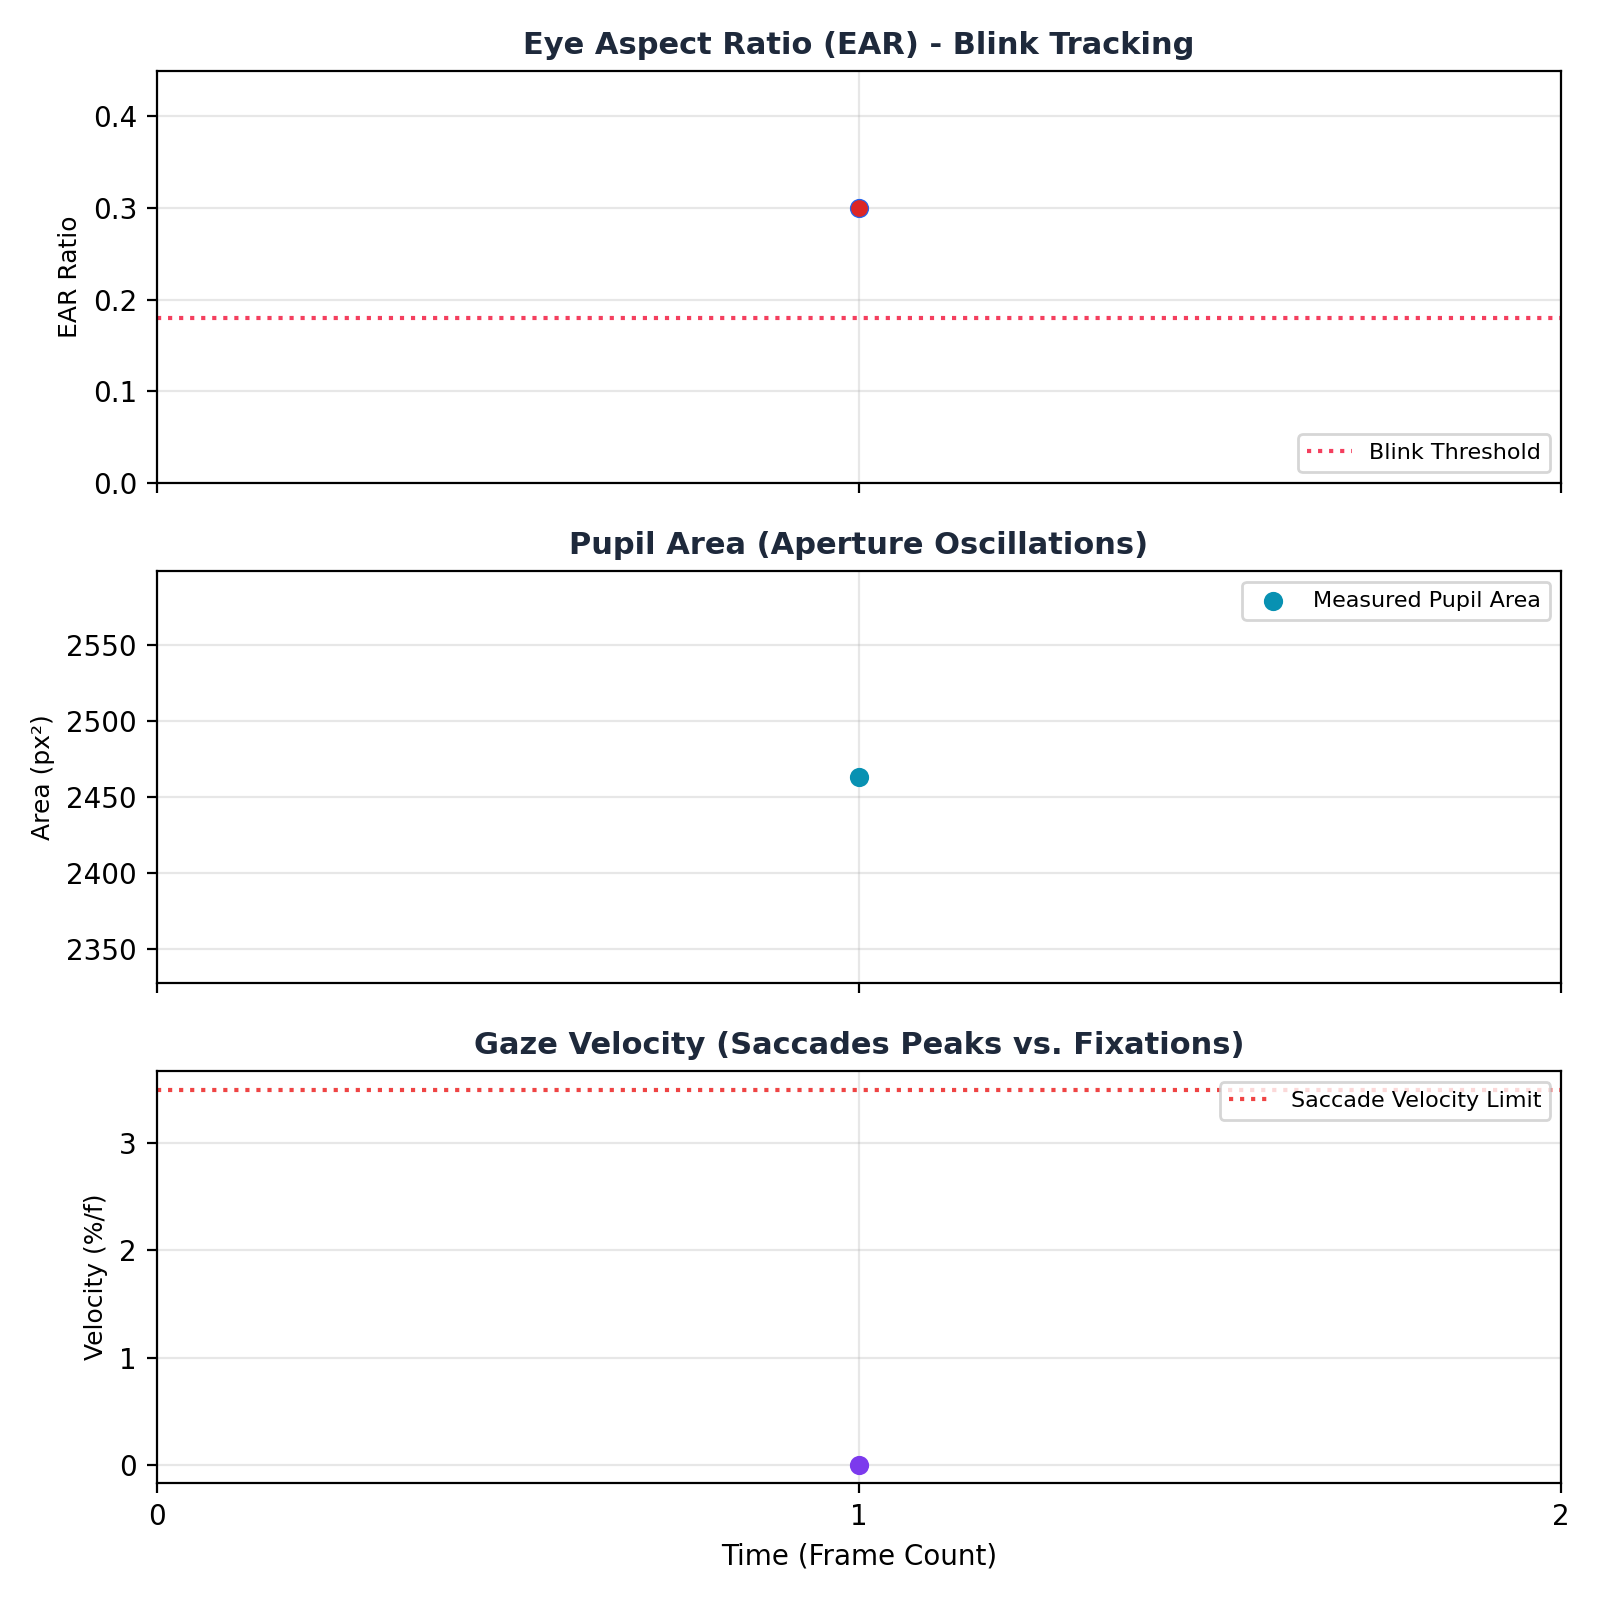 Eye Aspect Ratio (EAR) - Blink Tracking
EAR Ratio
0.4
0.3
0.2
0.1
0.0
Blink Threshold
Pupil Area (Aperture Oscillations)
Area (px²)
2550
2500
2450
2400
2350
Measured Pupil Area
Gaze Velocity (Saccades Peaks vs. Fixations)
Velocity (%/f)
3
2
1
0
Saccade Velocity Limit
0 1 2
Time (Frame Count)